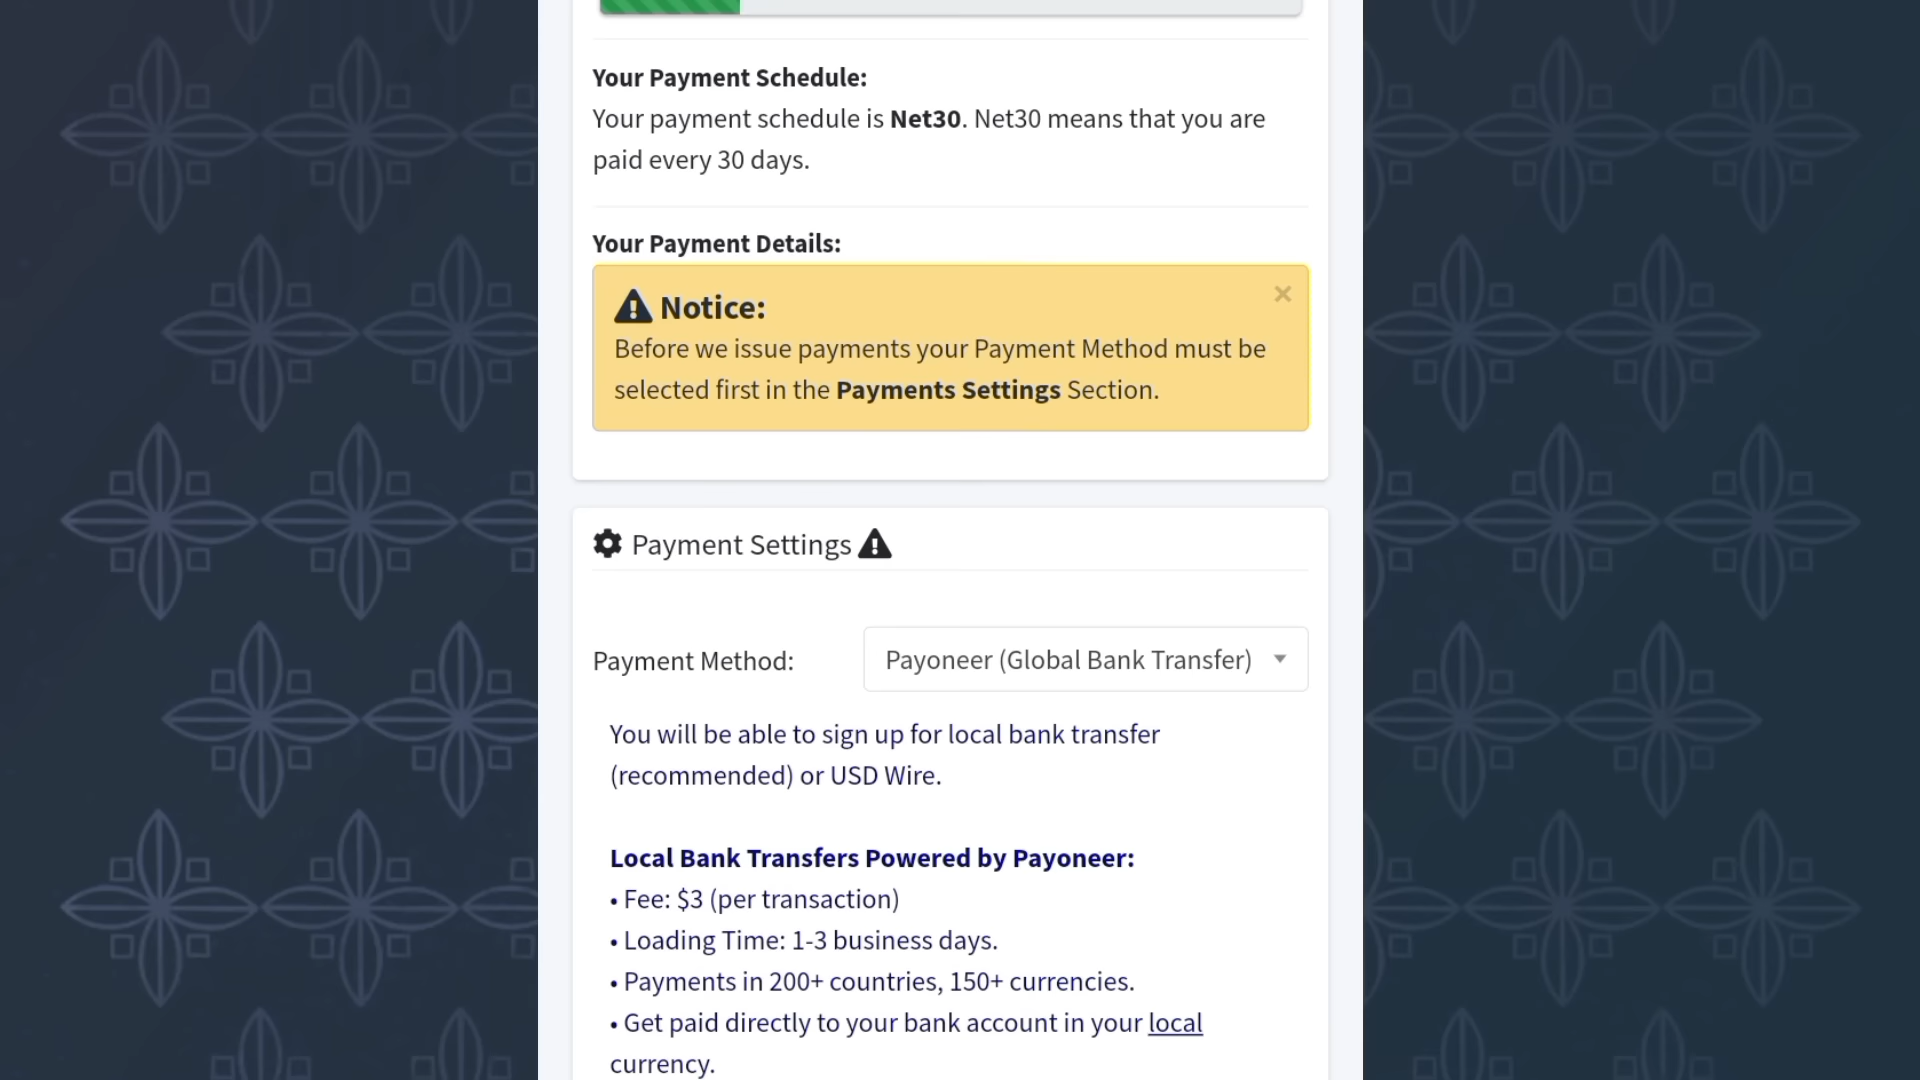 Your Payment Schedule:
Your payment schedule is Net30. Net30 means that you are
paid every 30 days.
Your Payment Details:
Notice:
×
Before we issue payments your Payment Method must be
selected first in the Payments Settings Section.
Payment Settings
Payment Method:
Payoneer (Global Bank Transfer)
You will be able to sign up for local bank transfer
(recommended) or USD Wire.
Local Bank Transfers Powered by Payoneer:
• Fee: $3 (per transaction)
• Loading Time: 1-3 business days.
• Payments in 200+ countries, 150+ currencies.
• Get paid directly to your bank account in your local
currency.